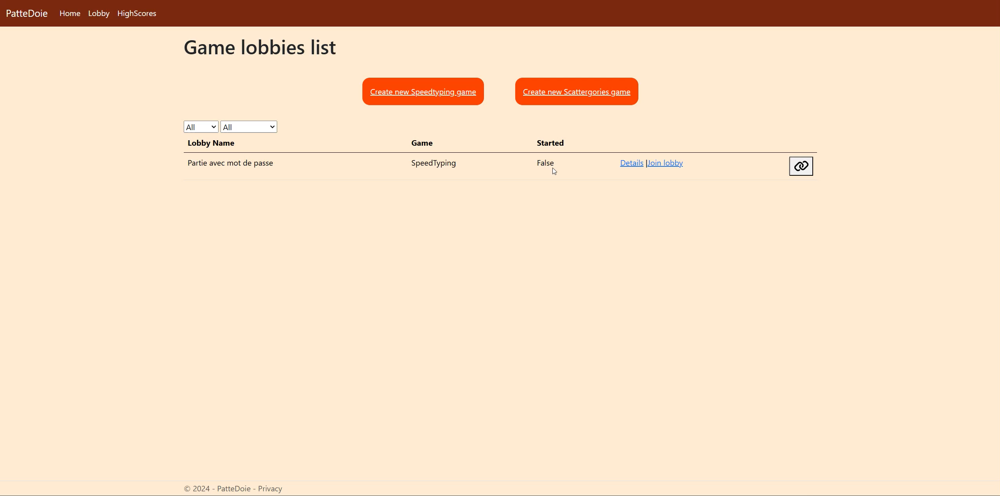 PatteDoie Home Lobby HighScores
Game lobbies list
Create new Speedtyping game Create new Scattergories game
All All
Lobby Name Game Started
Partie avec mot de passe SpeedTyping False Details |Join lobby
© 2024 - PatteDoie - Privacy